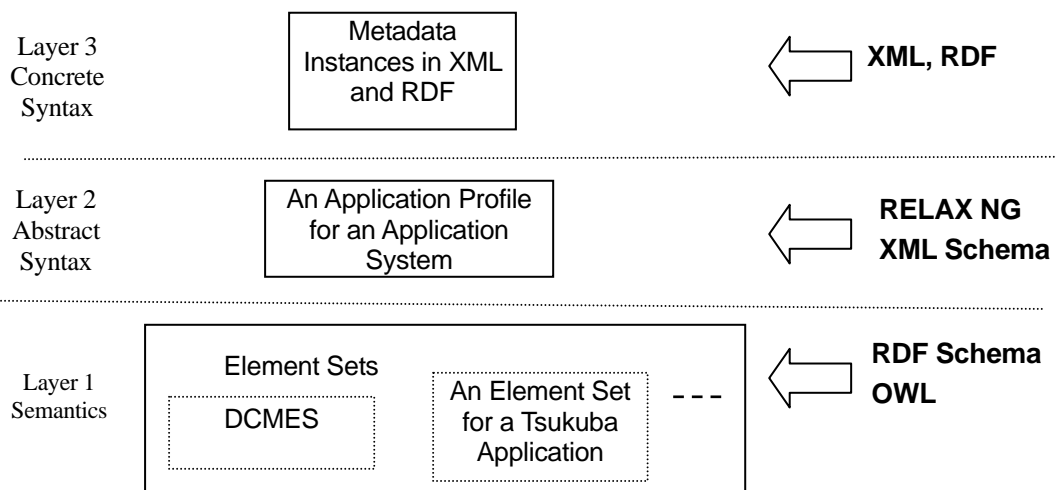 Layer 3
Concrete
Syntax
Metadata
Instances in XML
and RDF
XML, RDF
Layer 2
Abstract
Syntax
An Application Profile
for an Application
System
RELAX NG
XML Schema
Layer 1
Semantics
Element Sets
DCMES
An Element Set
for a Tsukuba
Application
---
RDF Schema
OWL